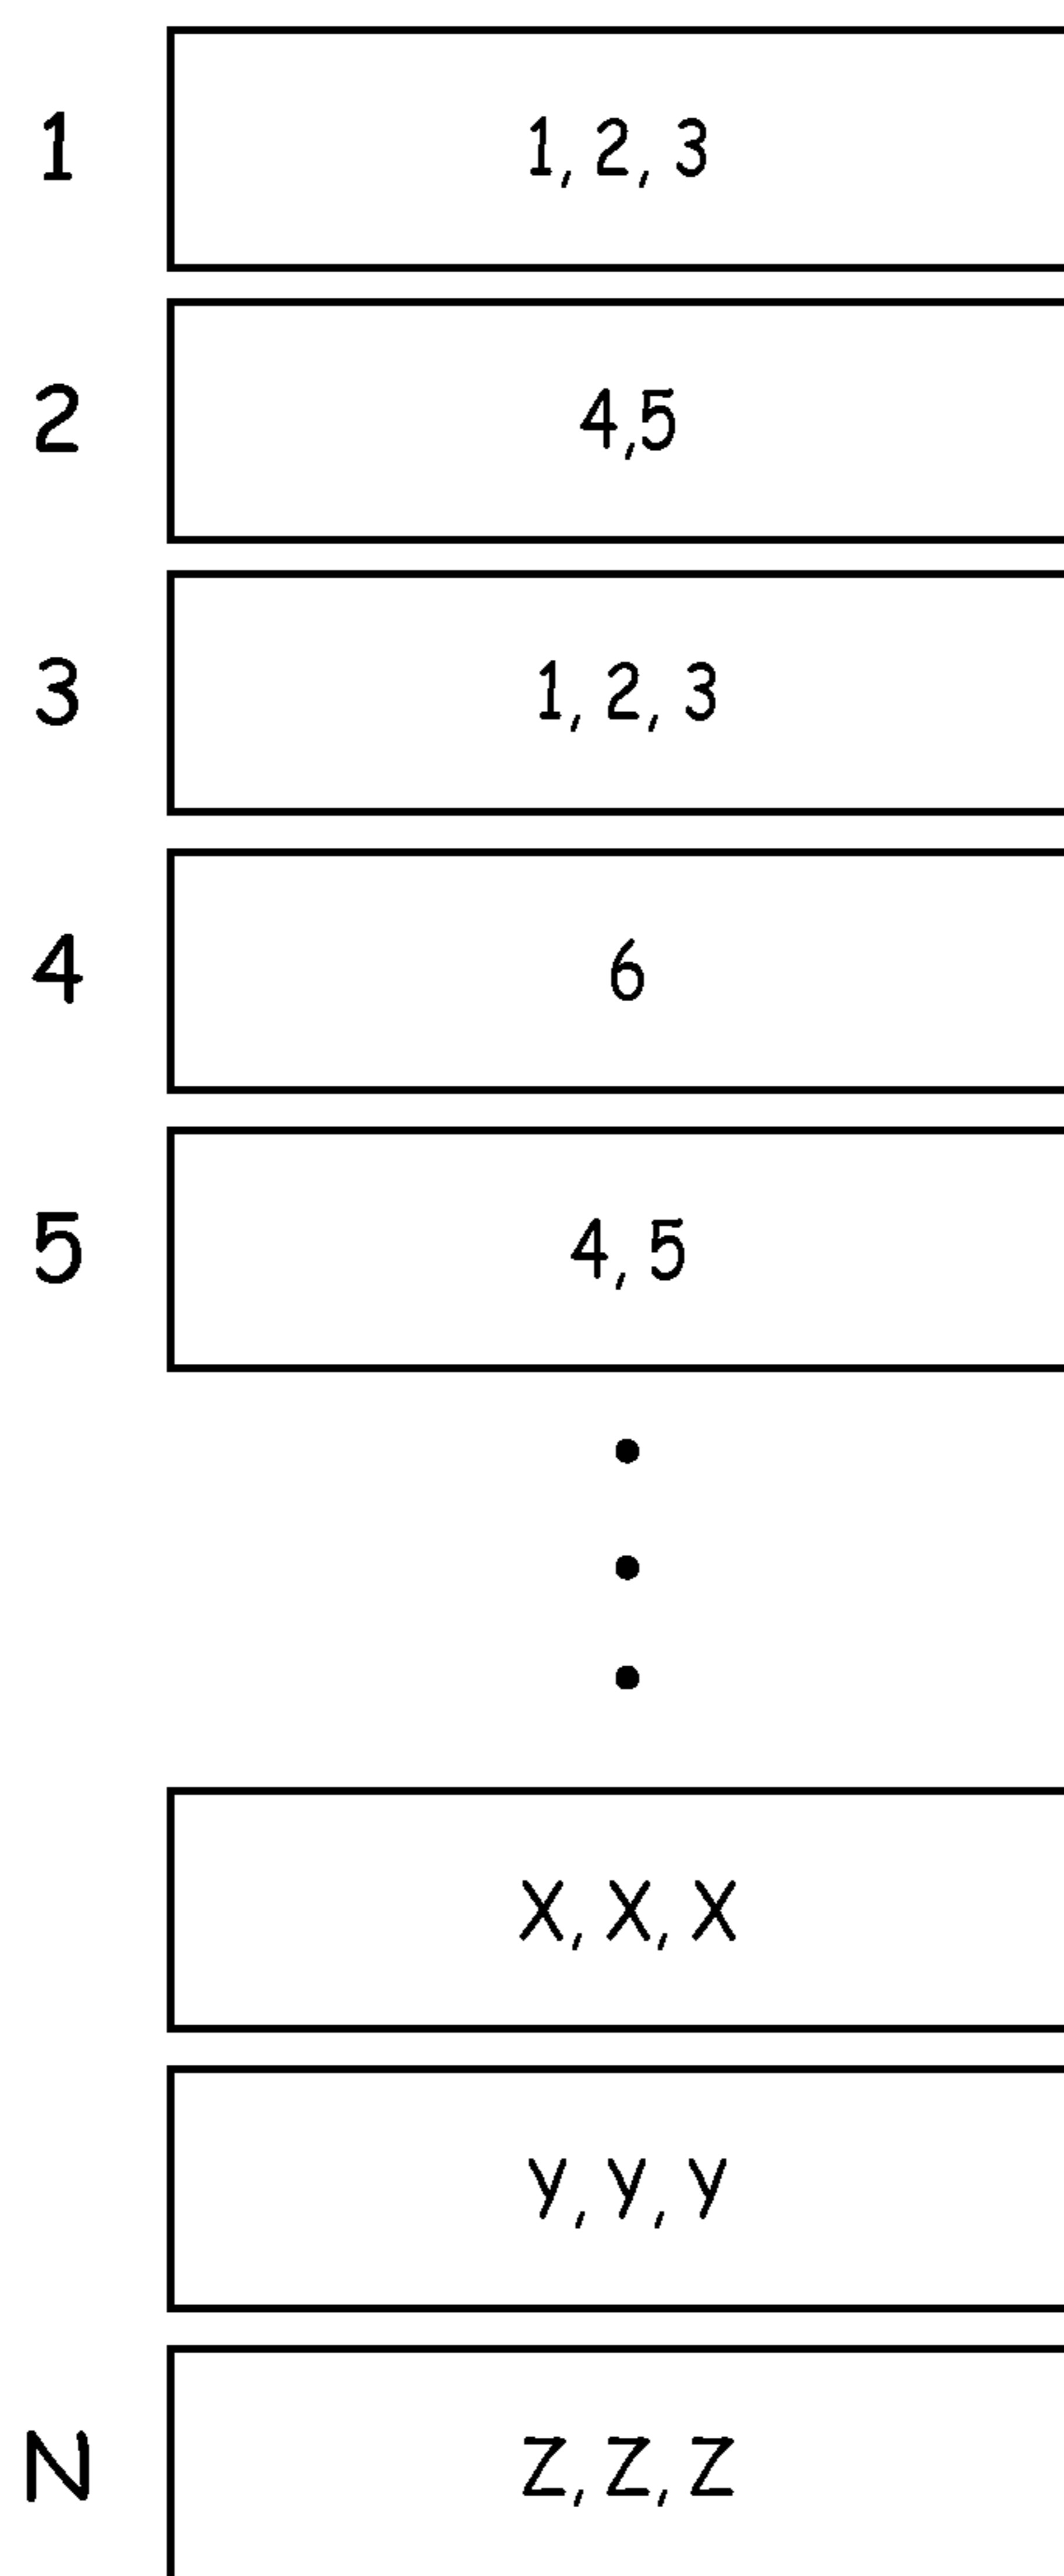 1 1, 2, 3
2 4,5
3 1, 2, 3
4 6
5 4, 5
X, X, X
y, y, y
N Z, Z, Z